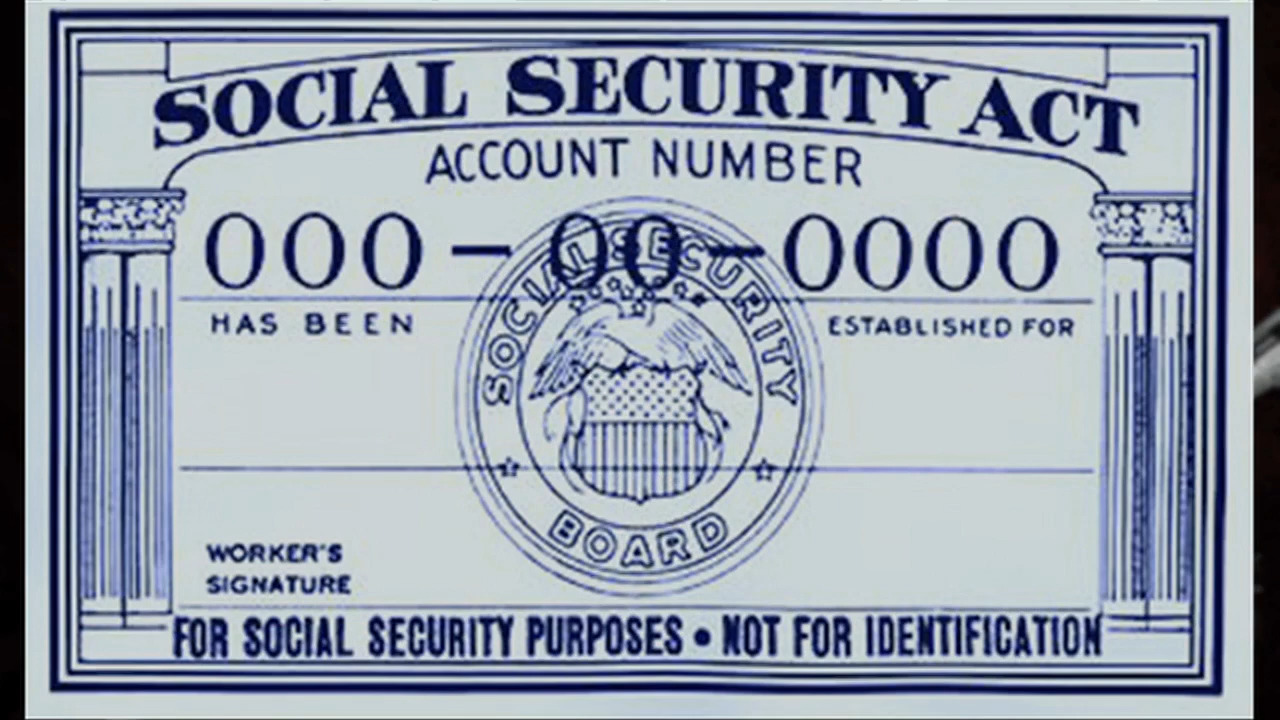 SOCIAL SECURITY ACT
ACCOUNT NUMBER
000-00-0000
SOCIAL SECURITY
HAS BEEN
ESTABLISHED FOR
BOARD
WORKER'S
SIGNATURE
FOR SOCIAL SECURITY PURPOSES • NOT FOR IDENTIFICATION